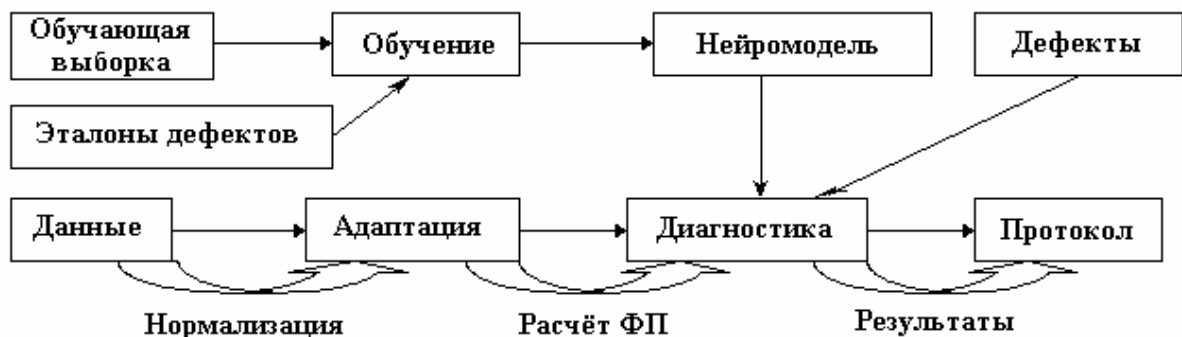 Обучающая
выборка
Обучение
Нейромодель
Дефекты
Эталоны дефектов
Данные
Адаптация
Диагностика
Протокол
Нормализация
Расчёт ФП
Результаты